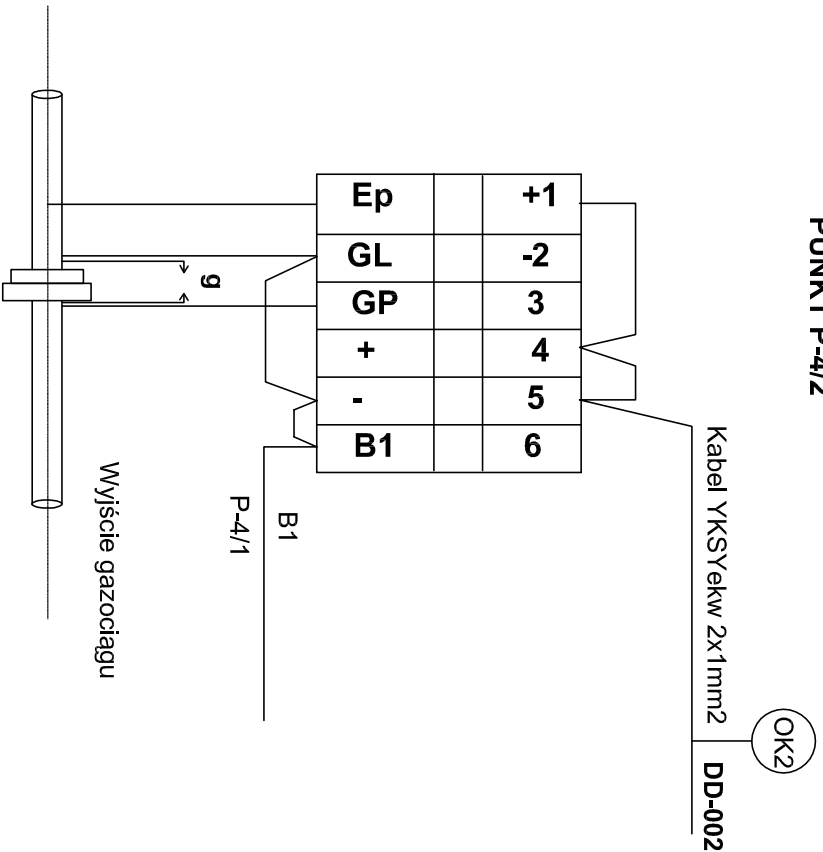 PUNKT P-4/2
Ep +1
GL -2
GP 3
+ 4
- 5
B1 6
g
Kabel YKSYekw 2x1mm2
OK2
DD-002
B1
P-4/1
Wyjście gazociągu